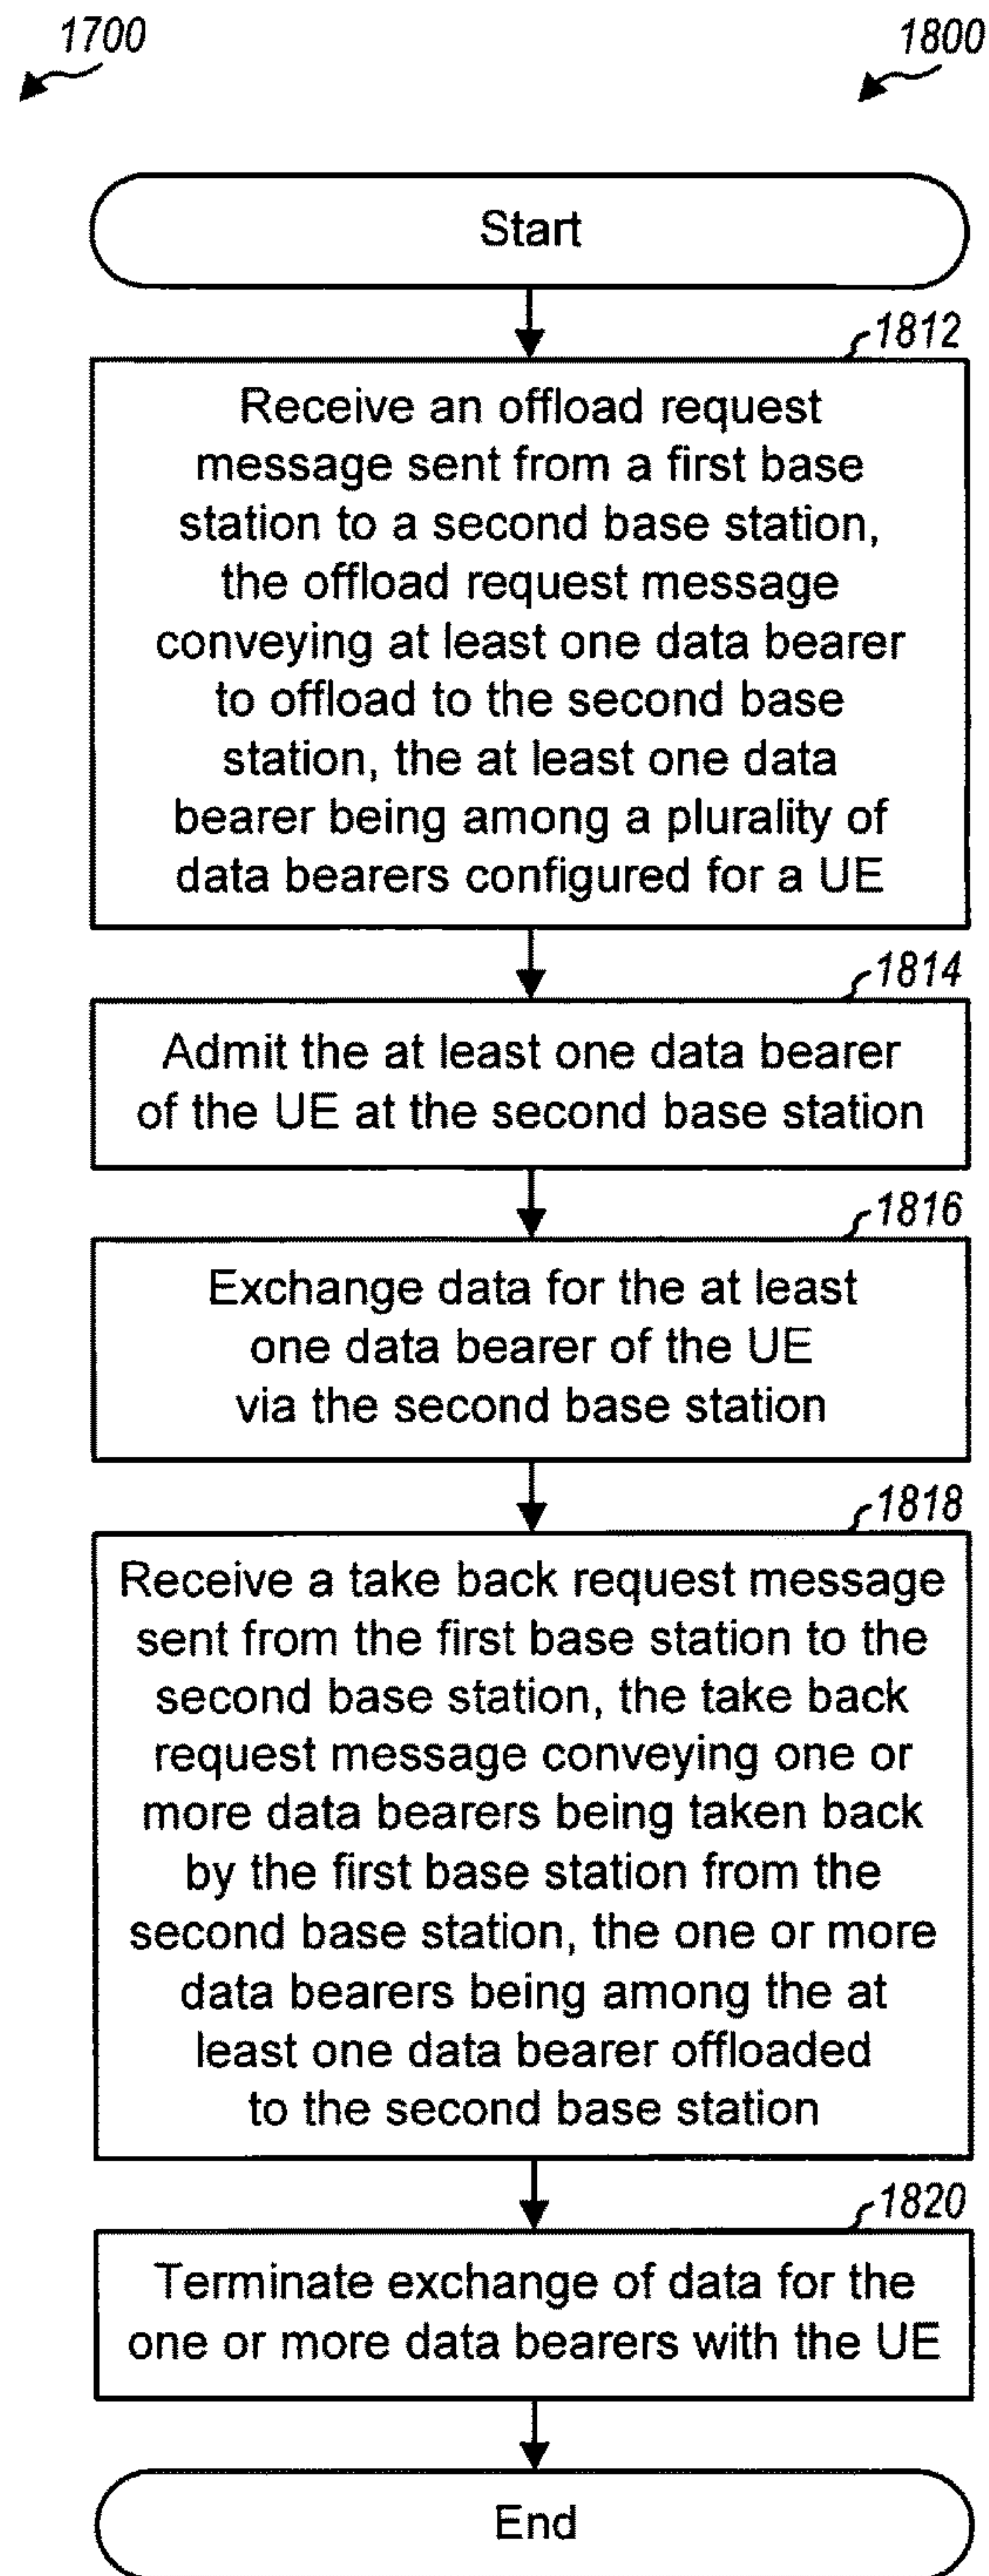 1700
1800
Start
1812
Receive an offload request
message sent from a first base
station to a second base station,
the offload request message
conveying at least one data bearer
to offload to the second base
station, the at least one data
bearer being among a plurality of
data bearers configured for a UE
1814
Admit the at least one data bearer
of the UE at the second base station
1816
Exchange data for the at least
one data bearer of the UE
via the second base station
1818
Receive a take back request message
sent from the first base station to the
second base station, the take back
request message conveying one or
more data bearers being taken back
by the first base station from the
second base station, the one or more
data bearers being among the at
least one data bearer offloaded
to the second base station
1820
Terminate exchange of data for the
one or more data bearers with the UE
End